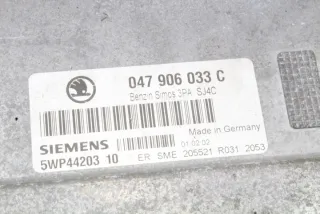 047 906 033 C
Benzin Simos 3PA SJ4C
Made in Germany
SIEMENS 01.02.02
5WP44203 10 ER SME 205521 R031 2053